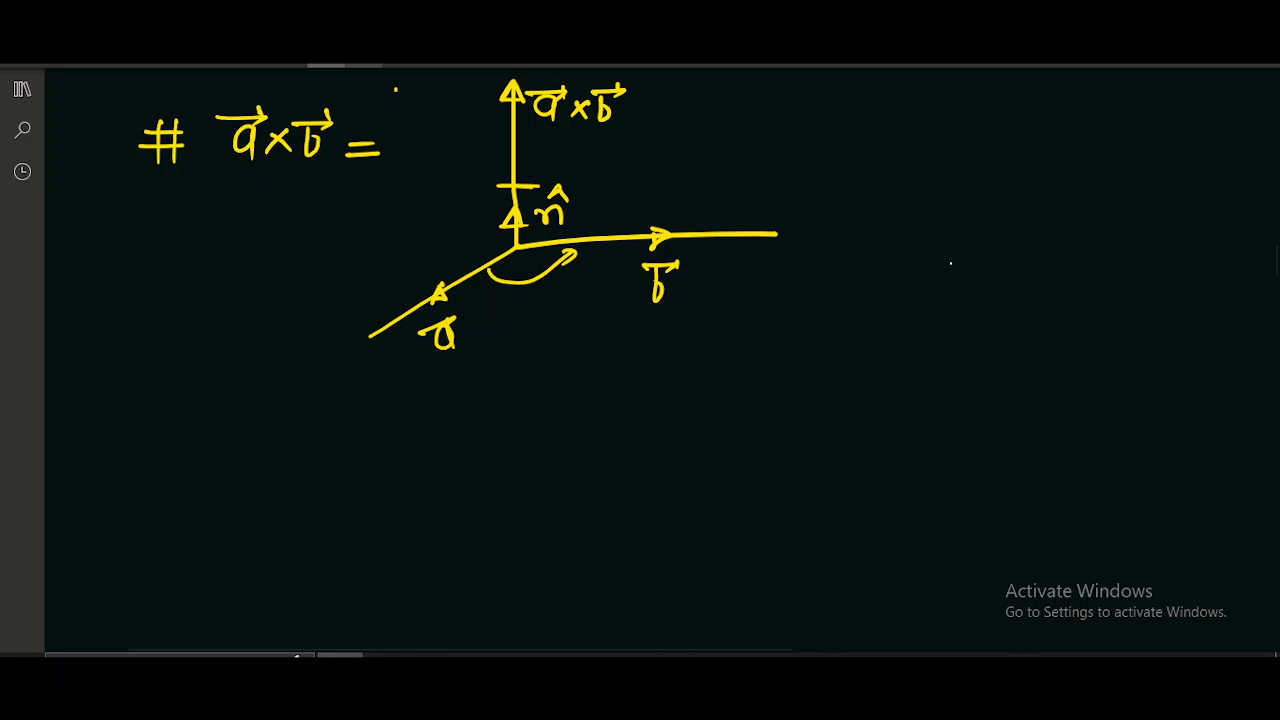 # a⃗ × b⃗ =
a⃗ × b⃗
n̂
b⃗
a⃗
Activate Windows
Go to Settings to activate Windows.